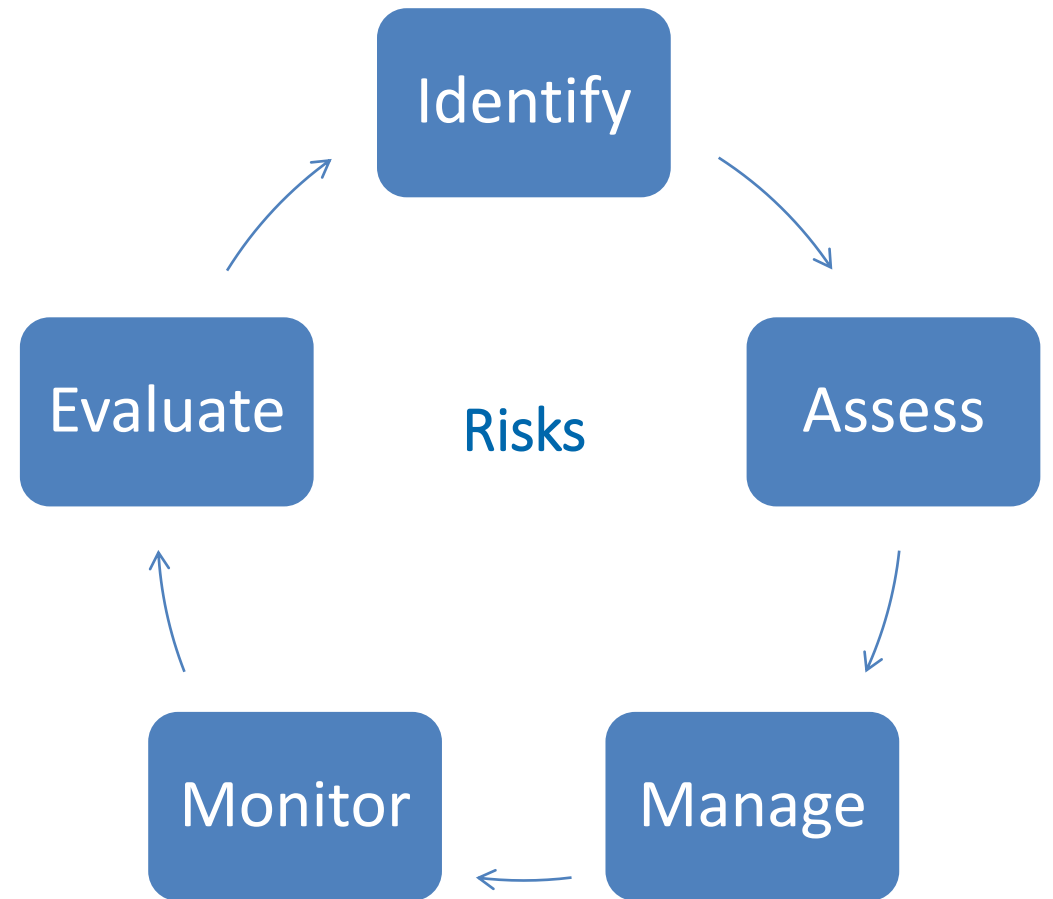 Identify
Evaluate
Risks
Assess
Monitor
Manage